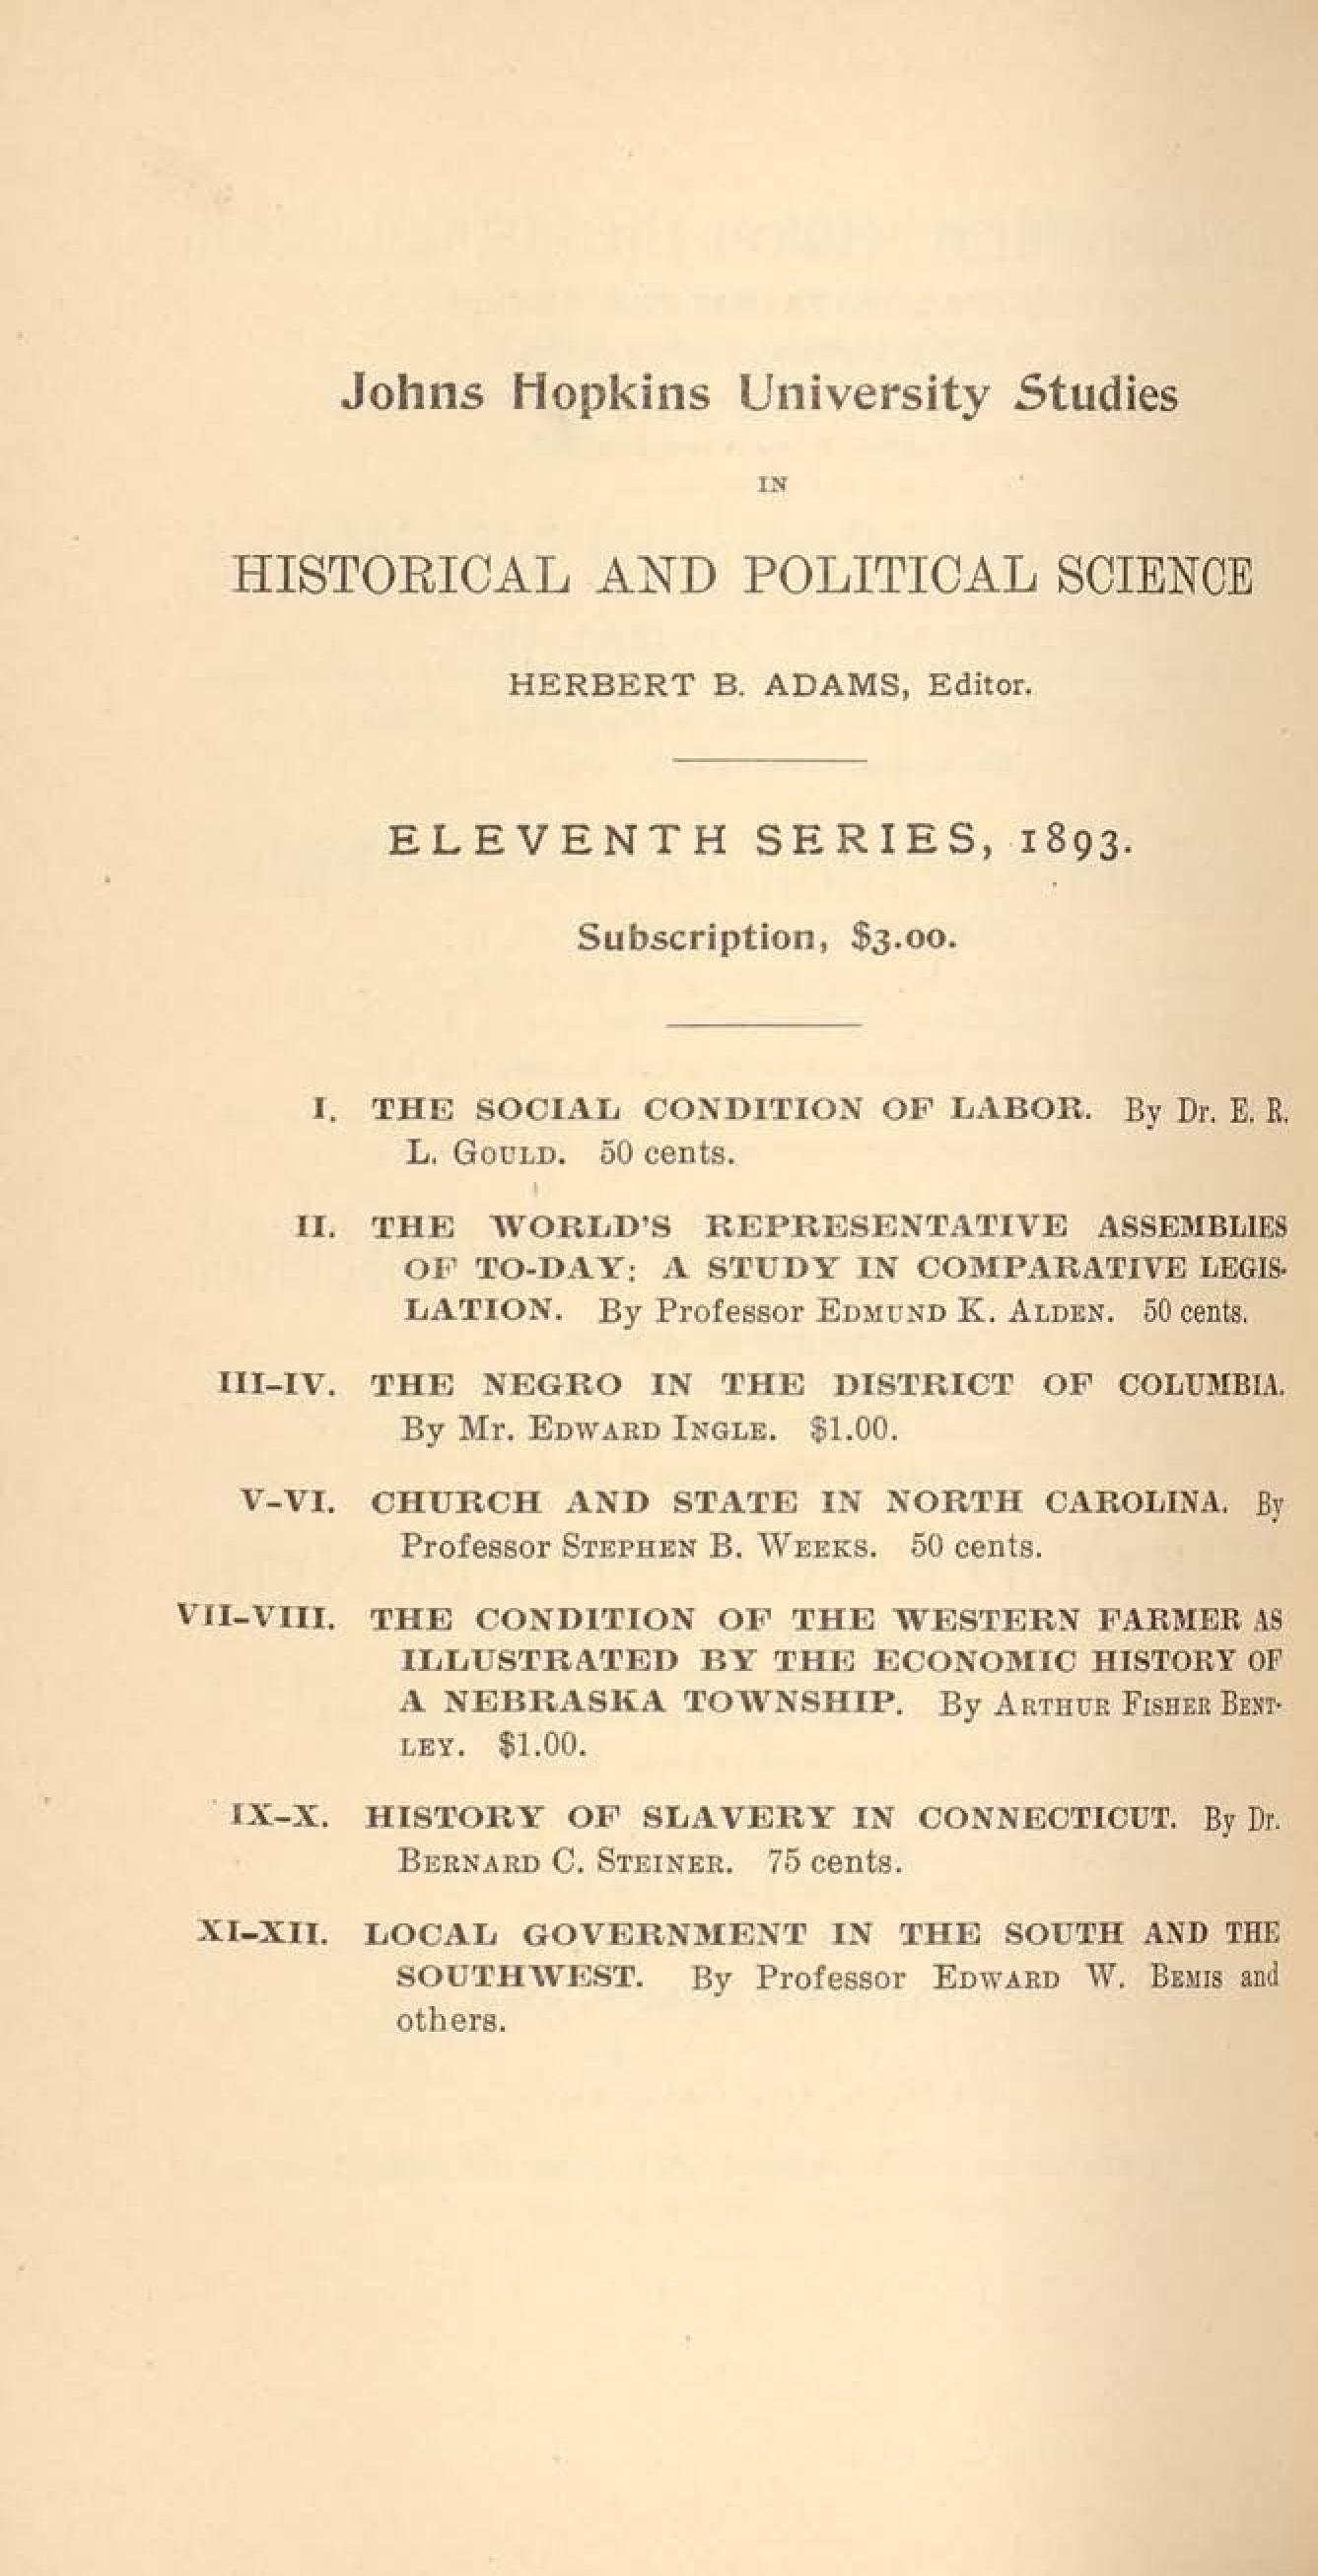 Johns Hopkins University Studies
IN
HISTORICAL AND POLITICAL SCIENCE
HERBERT B. ADAMS, Editor.
ELEVENTH SERIES, 1893.
Subscription, $3.00.
I. THE SOCIAL CONDITION OF LABOR. By Dr. E. R.
L. GOULD. 50 cents.
II. THE WORLD'S REPRESENTATIVE ASSEMBLIES
OF TO-DAY: A STUDY IN COMPARATIVE LEGIS-
LATION. By Professor EDMUND K. ALDEN. 50 cents.
III-IV. THE NEGRO IN THE DISTRICT OF COLUMBIA.
By Mr. EDWARD INGLE. $1.00.
V-VI. CHURCH AND STATE IN NORTH CAROLINA. By
Professor STEPHEN B. WEEKS. 50 cents.
VII-VIII. THE CONDITION OF THE WESTERN FARMER AS
ILLUSTRATED BY THE ECONOMIC HISTORY OF
A NEBRASKA TOWNSHIP. By ARTHUR FISHER BENT-
LEY. $1.00.
IX-X. HISTORY OF SLAVERY IN CONNECTICUT. By Dr.
BERNARD C. STEINER. 75 cents.
XI-XII. LOCAL GOVERNMENT IN THE SOUTH AND THE
SOUTHWEST. By Professor EDWARD W. BEMIS and
others.